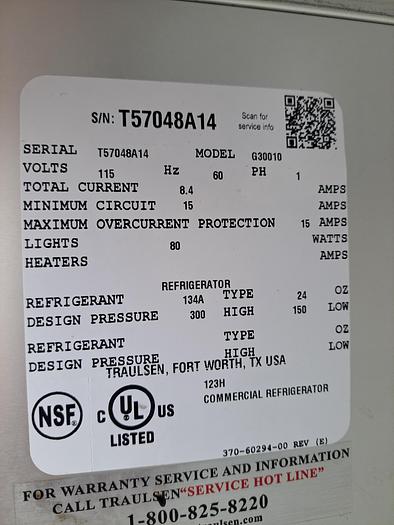 S/N: T57048A14
Scan for
service info
SERIAL T57048A14 MODEL G30010
VOLTS 115 Hz 60 PH 1
TOTAL CURRENT 8.4 AMPS
MINIMUM CIRCUIT 15 AMPS
MAXIMUM OVERCURRENT PROTECTION 15 AMPS
LIGHTS 80 WATTS
HEATERS AMPS
REFRIGERATOR
REFRIGERANT 134A TYPE 24 OZ
DESIGN PRESSURE 300 HIGH 150 LOW
REFRIGERANT TYPE OZ
DESIGN PRESSURE HIGH LOW
TRAULSEN, FORT WORTH, TX USA
123H
COMMERCIAL REFRIGERATOR
NSF
C UL US
LISTED
370-60294-00 REV (E)
FOR WARRANTY SERVICE AND INFORMATION
CALL TRAULSEN "SERVICE HOT LINE"
1-800-825-8220